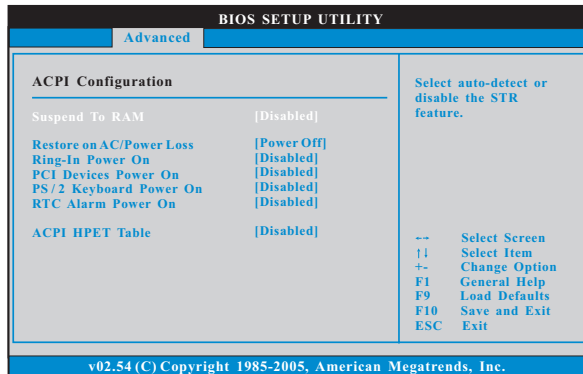 BIOS SETUP UTILITY
Advanced
ACPI Configuration
Suspend To RAM [Disabled]
Restore on AC/Power Loss [Power Off]
Ring-In Power On [Disabled]
PCI Devices Power On [Disabled]
PS/2 Keyboard Power On [Disabled]
RTC Alarm Power On [Disabled]
ACPI HPET Table [Disabled]
Select auto-detect or
disable the STR
feature.
←→ Select Screen
↑↓ Select Item
+- Change Option
F1 General Help
F9 Load Defaults
F10 Save and Exit
ESC Exit
v02.54 (C) Copyright 1985-2005, American Megatrends, Inc.